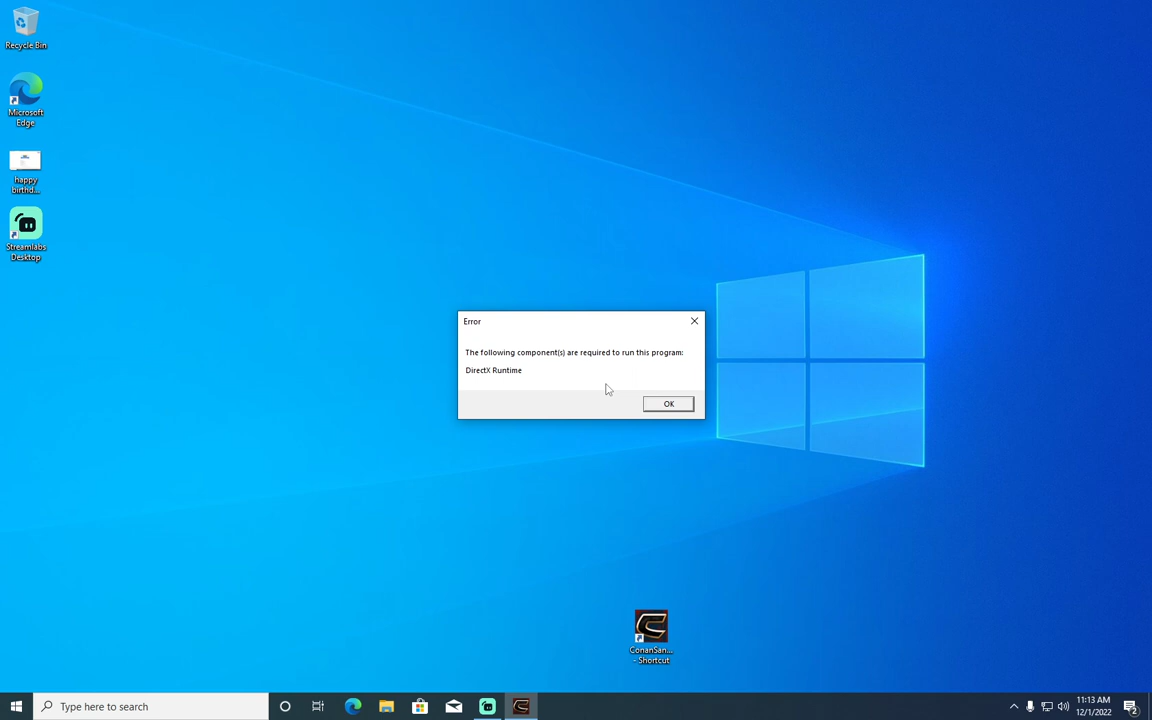 Recycle Bin
Microsoft
Edge
happy
birthd...
Streamlabs
Desktop
Error
The following component(s) are required to run this program:
DirectX Runtime
OK
ConanSan...
- Shortcut
Type here to search
11:13 AM
12/1/2022
2